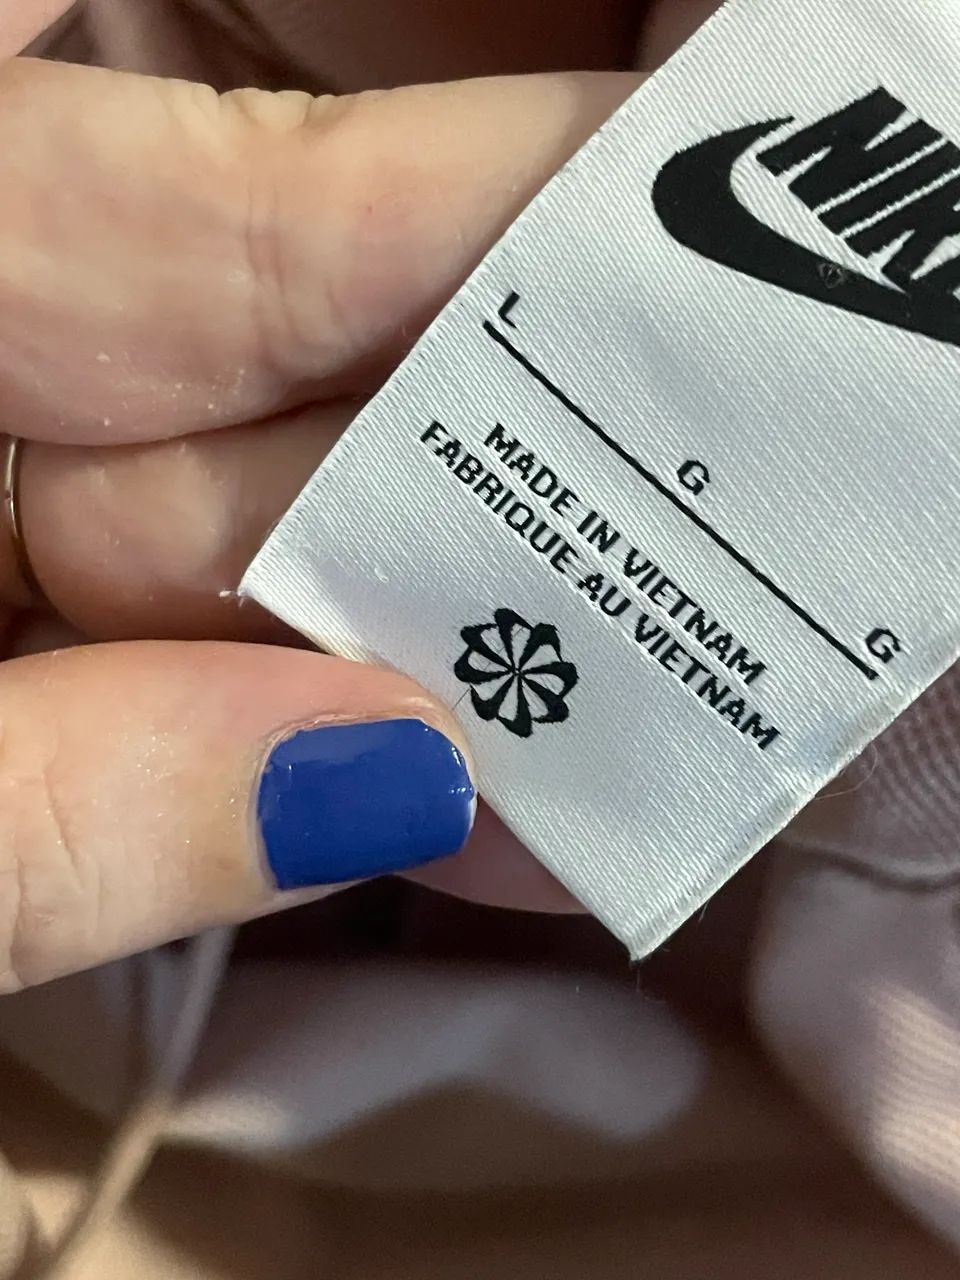 NIKE
L G G
MADE IN VIETNAM
FABRIQUE AU VIETNAM